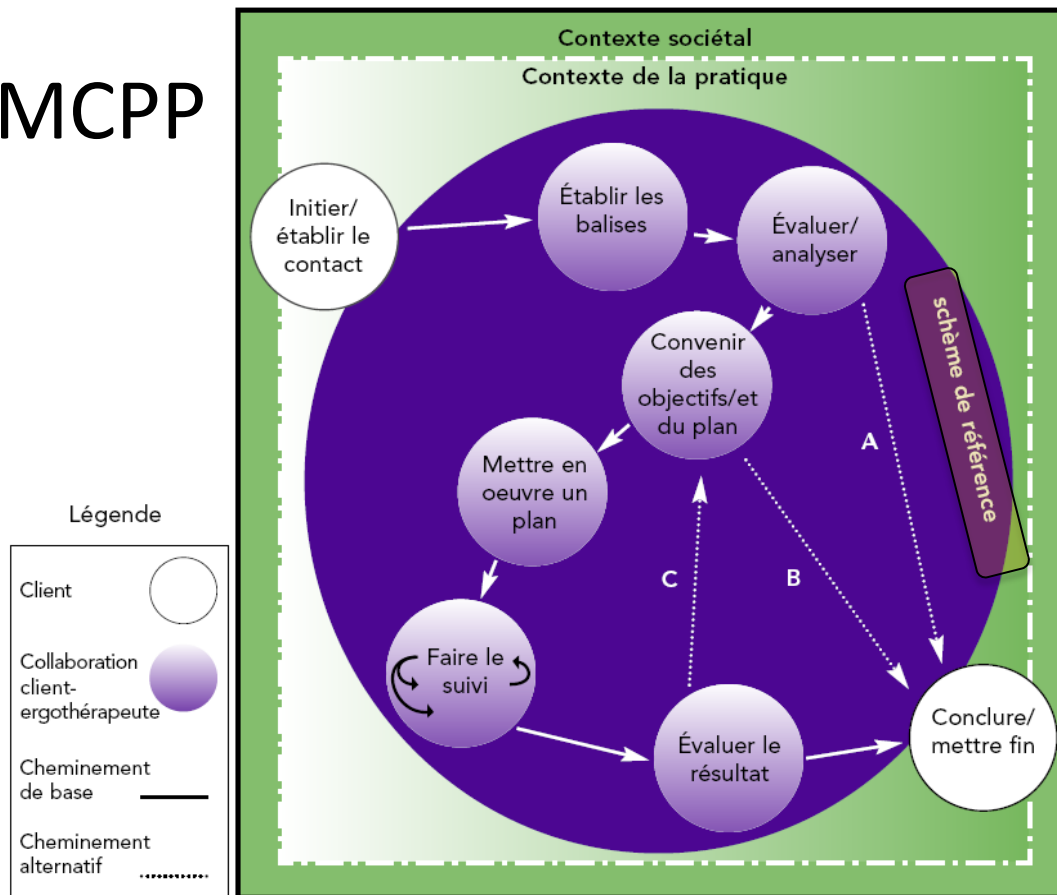 MCPP
Contexte sociétal
Contexte de la pratique
Initier/
établir le
contact
Établir les
balises
Évaluer/
analyser
Convenir
des
objectifs/et
du plan
schème de référence
A
Mettre en
oeuvre un
plan
C
B
Faire le
suivi
Évaluer le
résultat
Conclure/
mettre fin
Légende
Client
Collaboration
client-
ergothérapeute
Cheminement
de base
Cheminement
alternatif